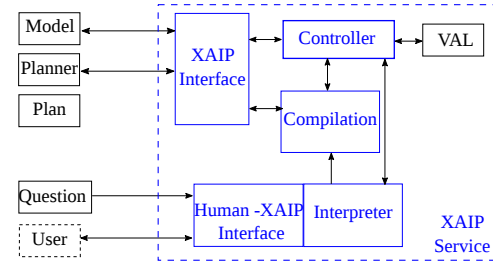 Model
Planner
Plan
Question
User
XAIP
Interface
Controller
VAL
Compilation
Human -XAIP
Interface
Interpreter
XAIP
Service